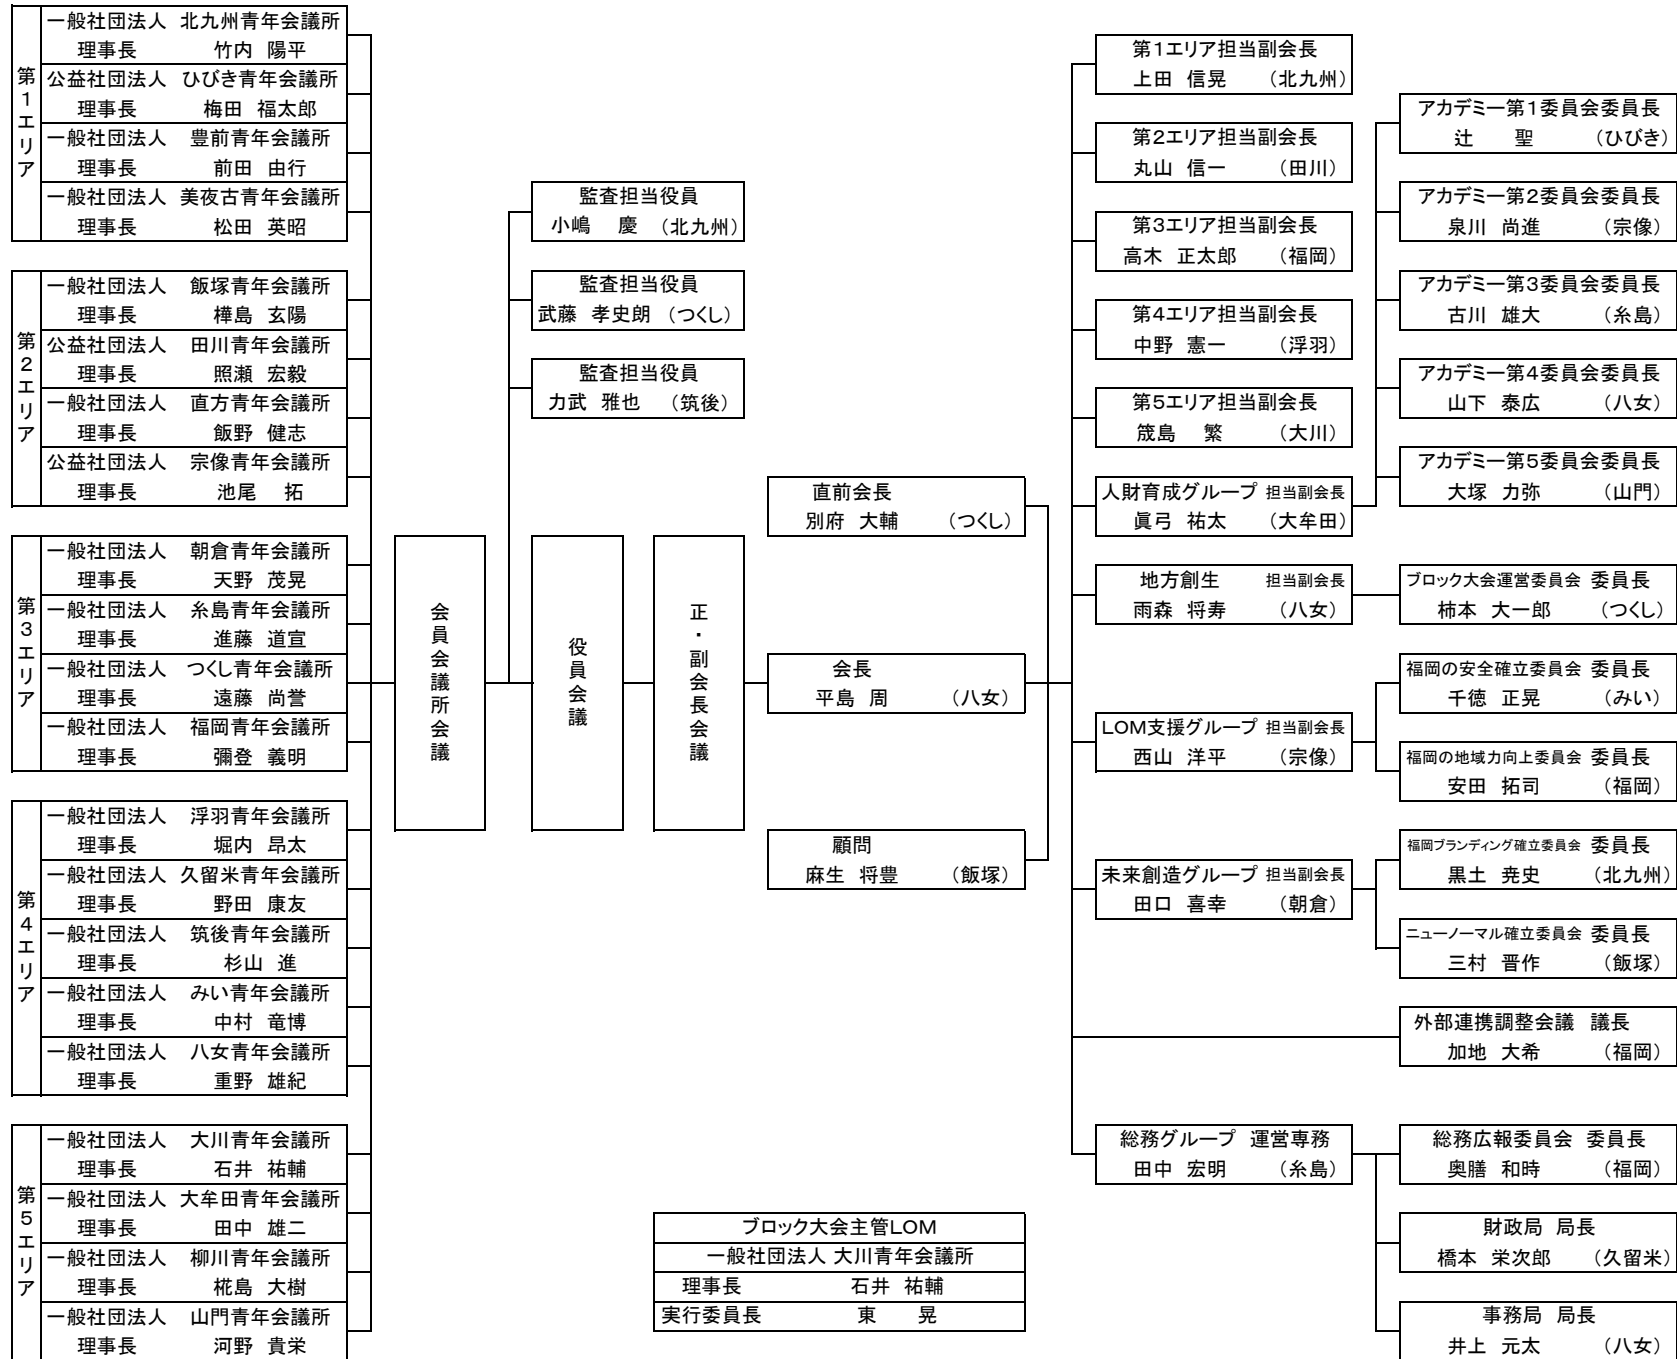 第1エリア
一般社団法人 北九州青年会議所
理事長 竹内 陽平
公益社団法人 ひびき青年会議所
理事長 梅田 福太郎
一般社団法人 豊前青年会議所
理事長 前田 由行
一般社団法人 美夜古青年会議所
理事長 松田 英昭
第2エリア
一般社団法人 飯塚青年会議所
理事長 樺島 玄陽
公益社団法人 田川青年会議所
理事長 照瀬 宏毅
一般社団法人 直方青年会議所
理事長 飯野 健志
公益社団法人 宗像青年会議所
理事長 池尾 拓
第3エリア
一般社団法人 朝倉青年会議所
理事長 天野 茂晃
一般社団法人 糸島青年会議所
理事長 進藤 道宣
一般社団法人 つくし青年会議所
理事長 遠藤 尚誉
一般社団法人 福岡青年会議所
理事長 彌登 義明
第4エリア
一般社団法人 浮羽青年会議所
理事長 堀内 昂太
一般社団法人 久留米青年会議所
理事長 野田 康友
一般社団法人 筑後青年会議所
理事長 杉山 進
一般社団法人 みい青年会議所
理事長 中村 竜博
一般社団法人 八女青年会議所
理事長 重野 雄紀
第5エリア
一般社団法人 大川青年会議所
理事長 石井 祐輔
一般社団法人 大牟田青年会議所
理事長 田中 雄二
一般社団法人 柳川青年会議所
理事長 椛島 大樹
一般社団法人 山門青年会議所
理事長 河野 貴栄
会員会議所会議
監査担当役員
小嶋 慶 (北九州)
監査担当役員
武藤 孝史朗 (つくし)
監査担当役員
力武 雅也 (筑後)
役員会議
正・副会長会議
直前会長
別府 大輔 (つくし)
会長
平島 周 (八女)
顧問
麻生 将豊 (飯塚)
ブロック大会主管LOM
一般社団法人 大川青年会議所
理事長 石井 祐輔
実行委員長 東 晃
第1エリア担当副会長
上田 信晃 (北九州)
第2エリア担当副会長
丸山 信一 (田川)
第3エリア担当副会長
高木 正太郎 (福岡)
第4エリア担当副会長
中野 憲一 (浮羽)
第5エリア担当副会長
筬島 繁 (大川)
人財育成グループ 担当副会長
眞弓 祐太 (大牟田)
地方創生 担当副会長
雨森 将寿 (八女)
LOM支援グループ 担当副会長
西山 洋平 (宗像)
未来創造グループ 担当副会長
田口 喜幸 (朝倉)
総務グループ 運営専務
田中 宏明 (糸島)
アカデミー第1委員会委員長
辻 聖 (ひびき)
アカデミー第2委員会委員長
泉川 尚進 (宗像)
アカデミー第3委員会委員長
古川 雄大 (糸島)
アカデミー第4委員会委員長
山下 泰広 (八女)
アカデミー第5委員会委員長
大塚 力弥 (山門)
ブロック大会運営委員会 委員長
柿本 大一郎 (つくし)
福岡の安全確立委員会 委員長
千徳 正晃 (みい)
福岡の地域力向上委員会 委員長
安田 拓司 (福岡)
福岡ブランディング確立委員会 委員長
黒土 尭史 (北九州)
ニューノーマル確立委員会 委員長
三村 晋作 (飯塚)
外部連携調整会議 議長
加地 大希 (福岡)
総務広報委員会 委員長
奥膳 和時 (福岡)
財政局 局長
橋本 栄次郎 (久留米)
事務局 局長
井上 元太 (八女)